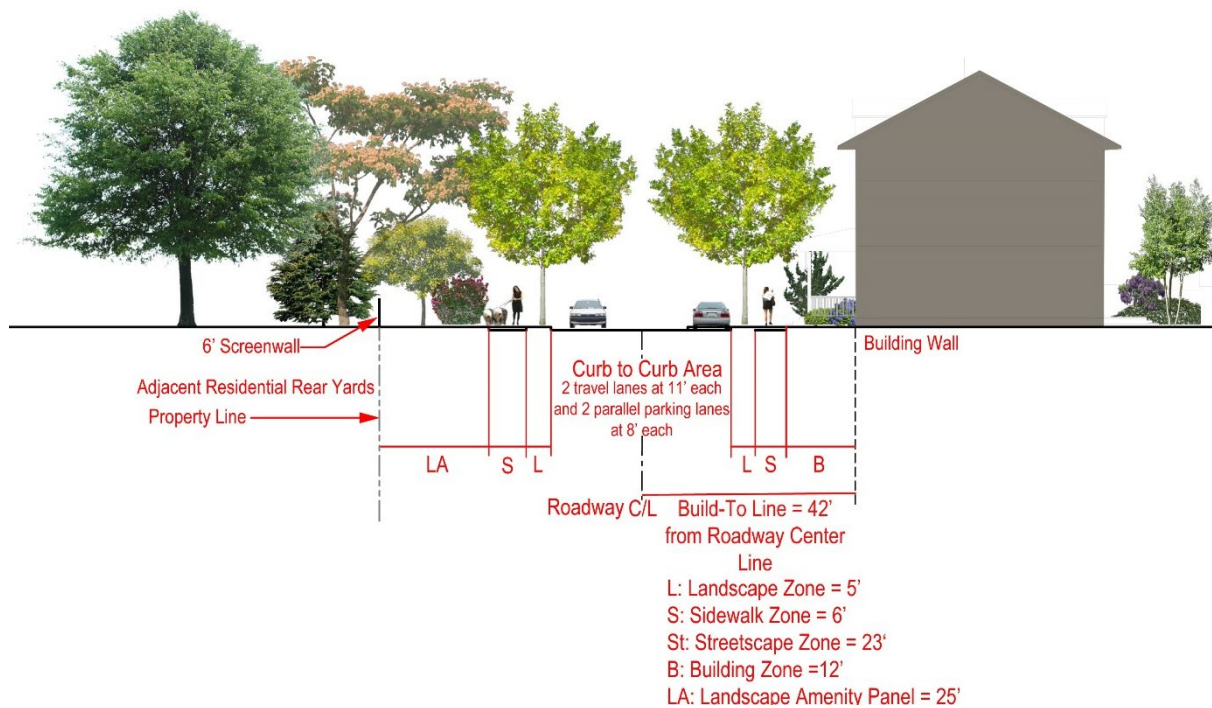 6' Screenwall
Building Wall
Adjacent Residential Rear Yards
Property Line
Curb to Curb Area
2 travel lanes at 11' each
and 2 parallel parking lanes
at 8' each
LA
S
L
L
S
B
Roadway C/L
Build-To Line = 42'
from Roadway Center
Line
L: Landscape Zone = 5'
S: Sidewalk Zone = 6'
St: Streetscape Zone = 23'
B: Building Zone =12'
LA: Landscape Amenity Panel = 25'